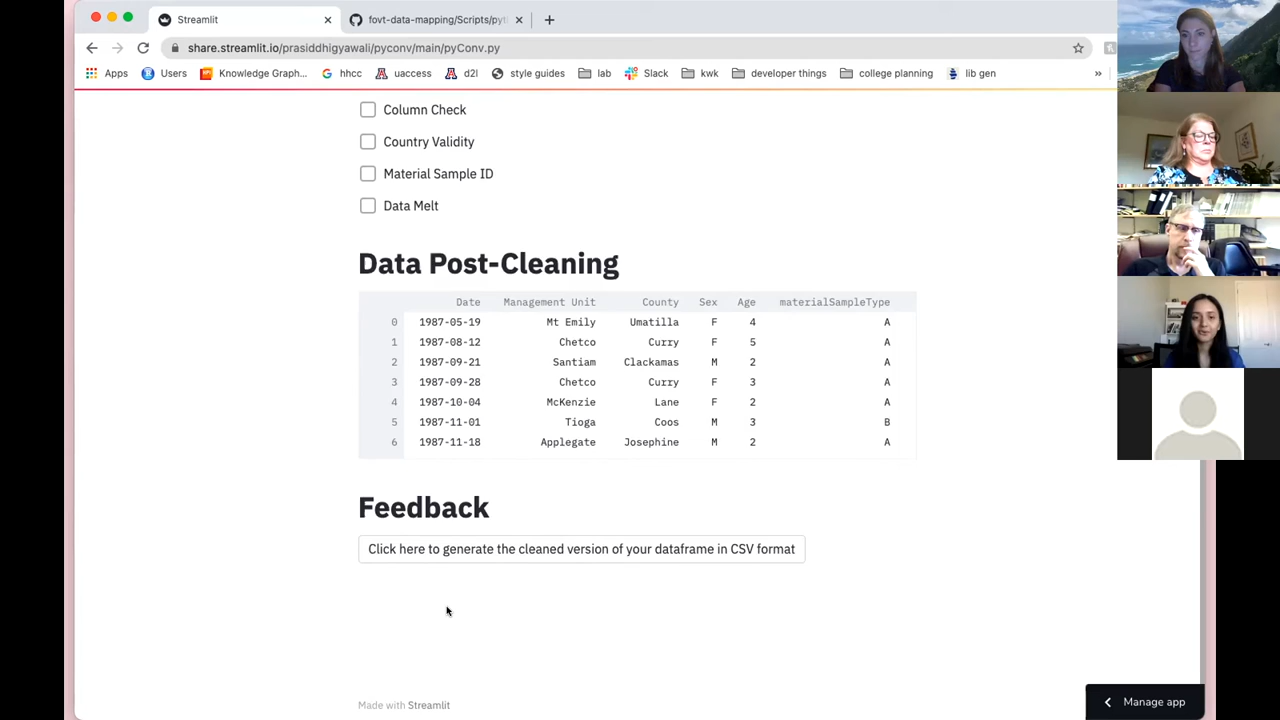 Streamlit
fovt-data-mapping/Scripts/pyt
share.streamlit.io/prasiddhigyawali/pyconv/main/pyConv.py
Apps Users Knowledge Grap... hhcc uaccess d2l style guides lab Slack kwk developer things college planning lib gen »
Column Check
Country Validity
Material Sample ID
Data Melt
Data Post-Cleaning
Date Management Unit County Sex Age materialSampleType
0 1987-05-19 Mt Emily Umatilla F 4 A
1 1987-08-12 Chetco Curry F 5 A
2 1987-09-21 Santiam Clackamas M 2 A
3 1987-09-28 Chetco Curry F 3 A
4 1987-10-04 McKenzie Lane F 2 A
5 1987-11-01 Tioga Coos M 3 B
6 1987-11-18 Applegate Josephine M 2 A
Feedback
Click here to generate the cleaned version of your dataframe in CSV format
Made with Streamlit
Manage app